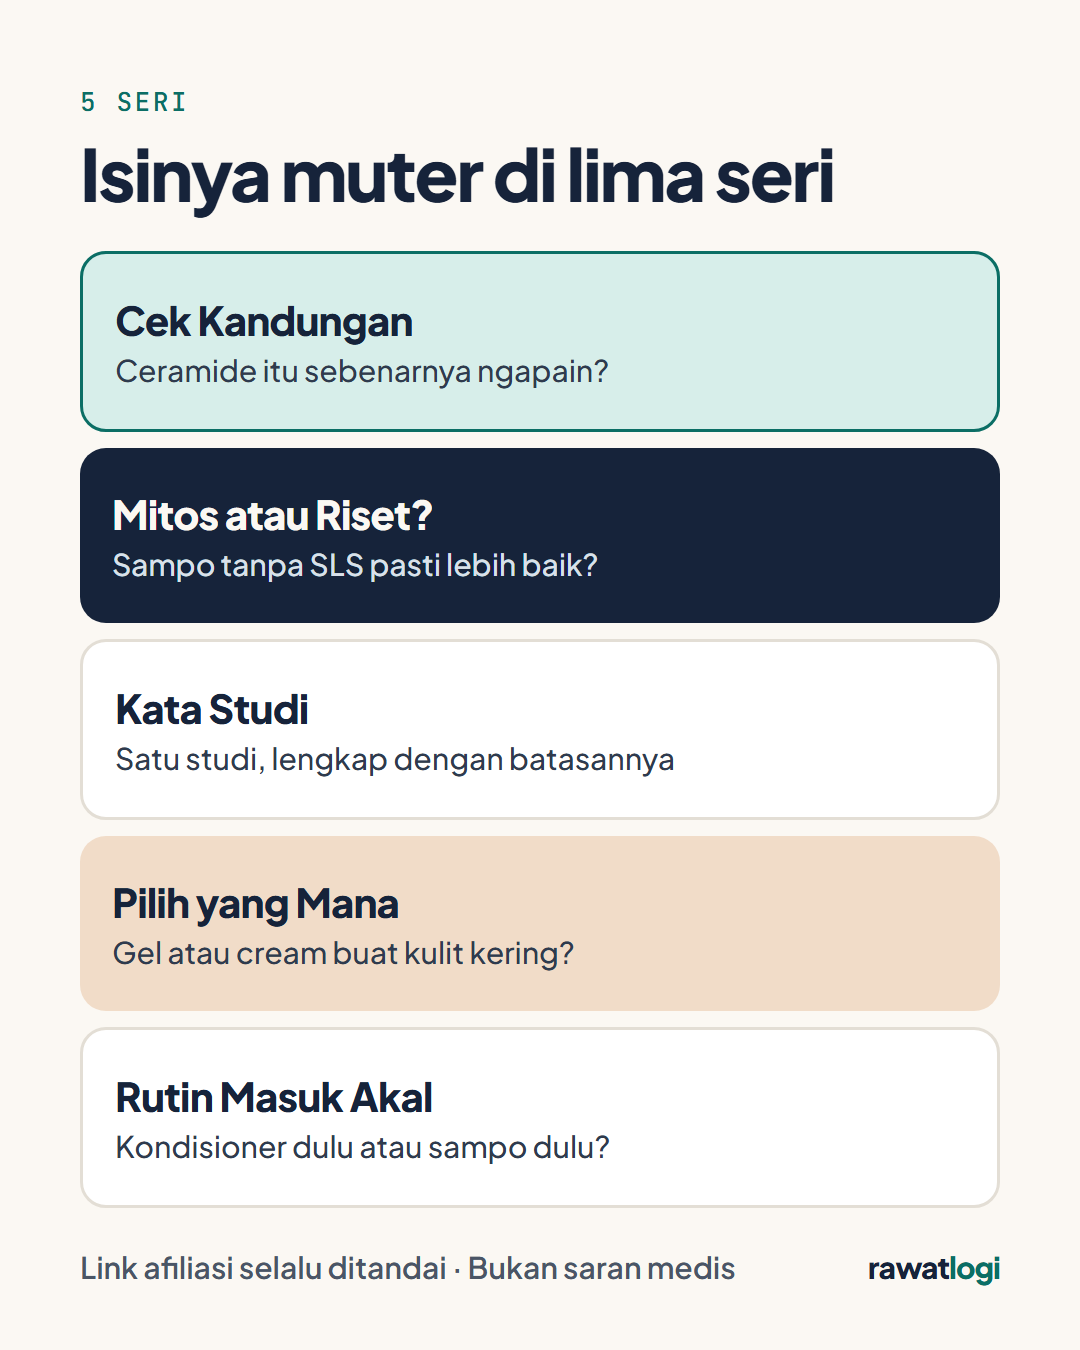 5 SERI
Isinya muter di lima seri
Cek Kandungan
Ceramide itu sebenarnya ngapain?
Mitos atau Riset?
Sampo tanpa SLS pasti lebih baik?
Kata Studi
Satu studi, lengkap dengan batasannya
Pilih yang Mana
Gel atau cream buat kulit kering?
Rutin Masuk Akal
Kondisioner dulu atau sampo dulu?
Link afiliasi selalu ditandai · Bukan saran medis
rawatlogi